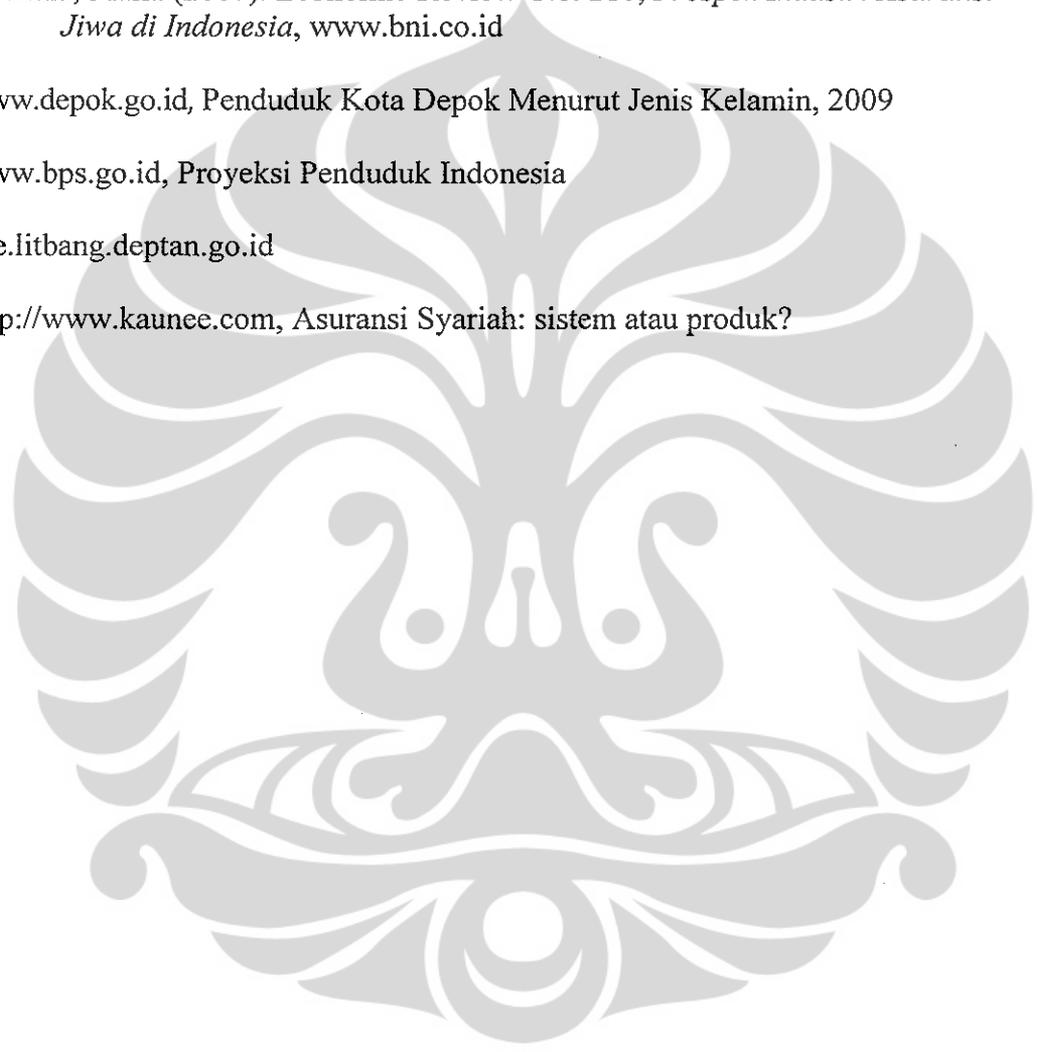 Jiwa di Indonesia, www.bni.co.id
ww.depok.go.id, Penduduk Kota Depok Menurut Jenis Kelamin, 2009
ww.bps.go.id, Proyeksi Penduduk Indonesia
e.litbang.deptan.go.id
p://www.kaunee.com, Asuransi Syariah: sistem atau produk?